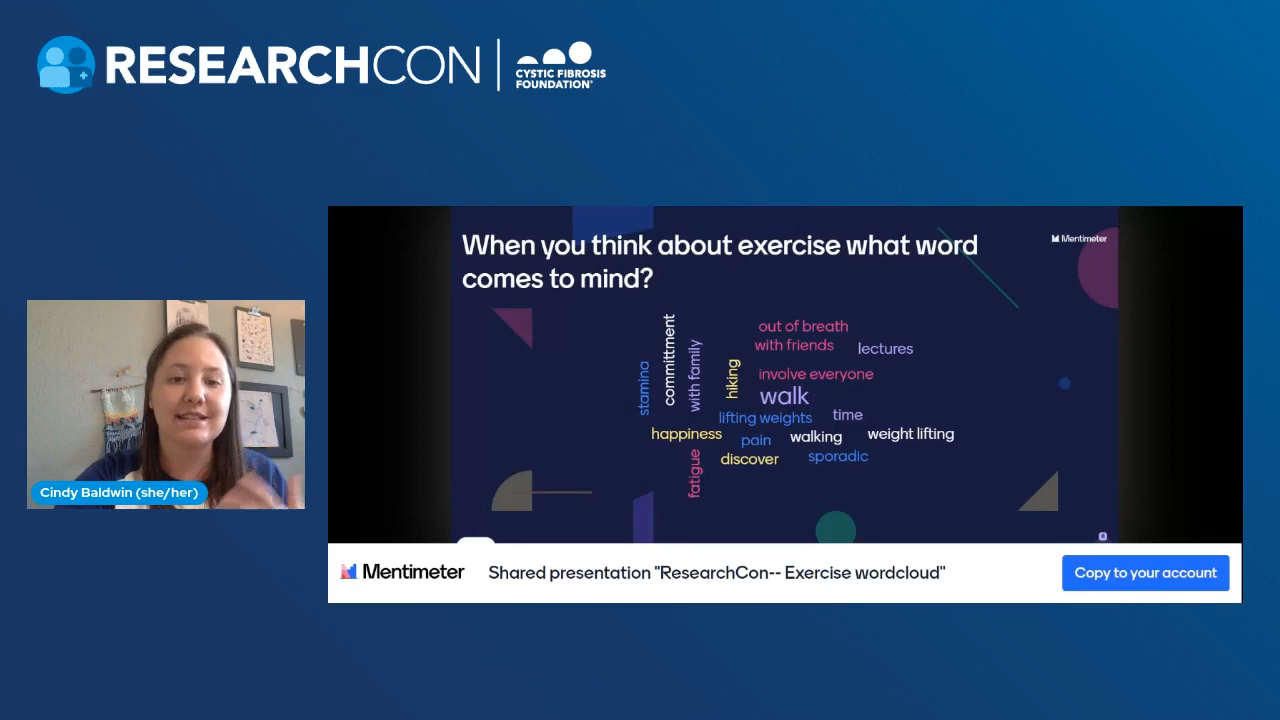 RESEARCHCON
CYSTIC FIBROSIS
FOUNDATION®
When you think about exercise what word
comes to mind?
Mentimeter
stamina
committment
with family
hiking
out of breath
with friends
lectures
involve everyone
walk
lifting weights
time
happiness
pain
walking
weight lifting
fatigue
discover
sporadic
Cindy Baldwin (she/her)
Mentimeter
Shared presentation "ResearchCon-- Exercise wordcloud"
Copy to your account